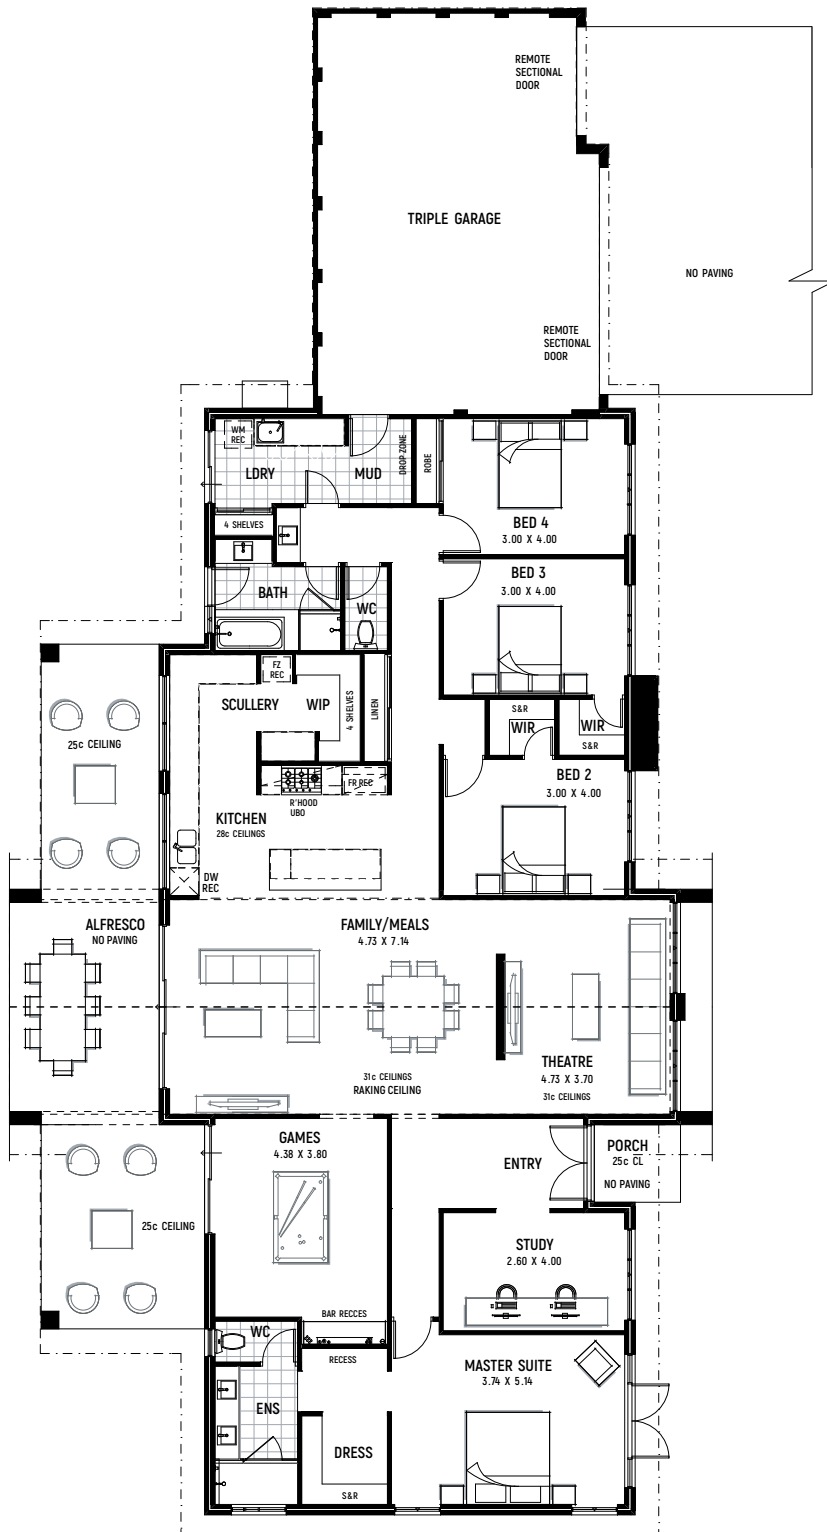 REMOTE
SECTIONAL
DOOR
TRIPLE GARAGE
NO PAVING
REMOTE
SECTIONAL
DOOR
WM
REC
LDRY
MUD
DROP ZONE
ROBE
4 SHELVES
BED 4
3.00 X 4.00
BED 3
3.00 X 4.00
BATH
WC
FZ
REC
SCULLERY
WIP
4 SHELVES
LINEN
S&R
WIR
WIR
S&R
25c CEILING
BED 2
3.00 X 4.00
FR REC
R'HOOD
UBO
KITCHEN
28c CEILINGS
DW
REC
ALFRESCO
NO PAVING
FAMILY/MEALS
4.73 X 7.14
THEATRE
4.73 X 3.70
31c CEILINGS
31c CEILINGS
RAKING CEILING
GAMES
4.38 X 3.80
ENTRY
PORCH
25c CL
NO PAVING
25c CEILING
STUDY
2.60 X 4.00
BAR RECCES
WC
RECESS
MASTER SUITE
3.74 X 5.14
ENS
DRESS
S&R